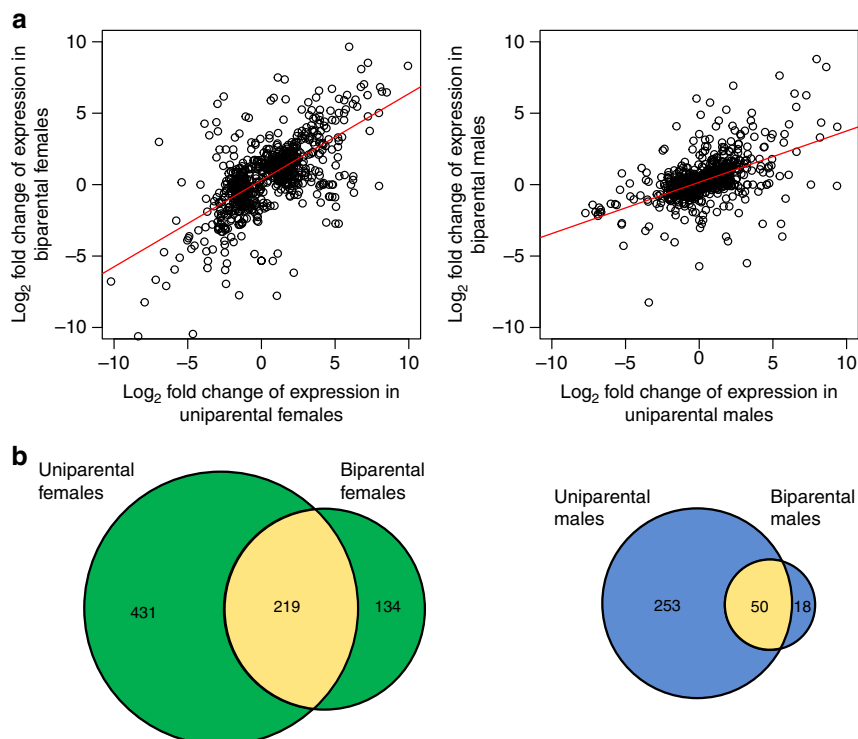 a
10
5
0
−5
−10
Log2 fold change of expression in
biparental females
−10 −5 0 5 10
Log2 fold change of expression in
uniparental females
10
5
0
−5
−10
Log2 fold change of expression in
biparental males
−10 −5 0 5 10
Log2 fold change of expression in
uniparental males
b
Uniparental
females
Biparental
females
431
219
134
Uniparental
males
Biparental
males
253
50
18